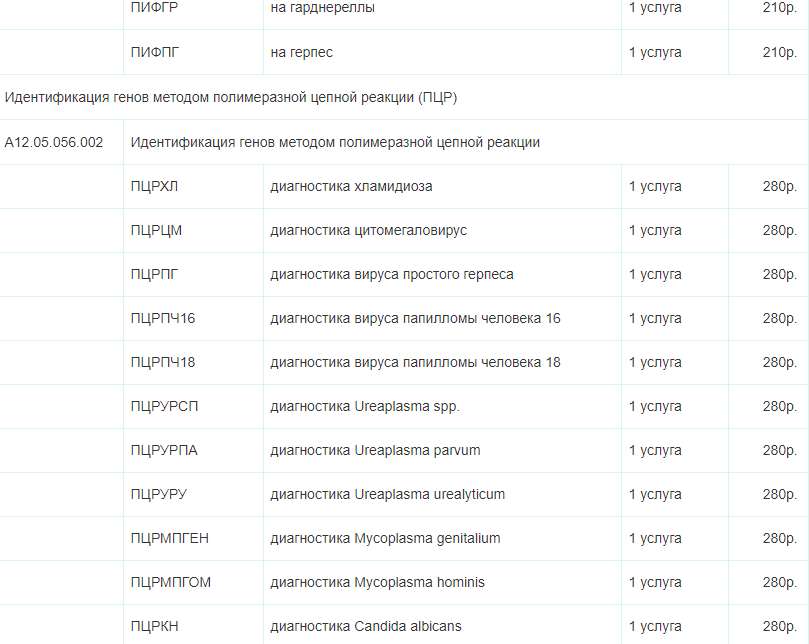 ПИФГР на гарднереллы 1 услуга 210р.
ПИФПГ на герпес 1 услуга 210р.
Идентификация генов методом полимеразной цепной реакции (ПЦР)
А12.05.056.002 Идентификация генов методом полимеразной цепной реакции
ПЦРХЛ диагностика хламидиоза 1 услуга 280р.
ПЦРЦМ диагностика цитомегаловирус 1 услуга 280р.
ПЦРПГ диагностика вируса простого герпеса 1 услуга 280р.
ПЦРПЧ16 диагностика вируса папилломы человека 16 1 услуга 280р.
ПЦРПЧ18 диагностика вируса папилломы человека 18 1 услуга 280р.
ПЦРУРСП диагностика Ureaplasma spp. 1 услуга 280р.
ПЦРУРПА диагностика Ureaplasma parvum 1 услуга 280р.
ПЦРУРУ диагностика Ureaplasma urealyticum 1 услуга 280р.
ПЦРМПГЕН диагностика Mycoplasma genitalium 1 услуга 280р.
ПЦРМПГОМ диагностика Mycoplasma hominis 1 услуга 280р.
ПЦРКН диагностика Candida albicans 1 услуга 280р.